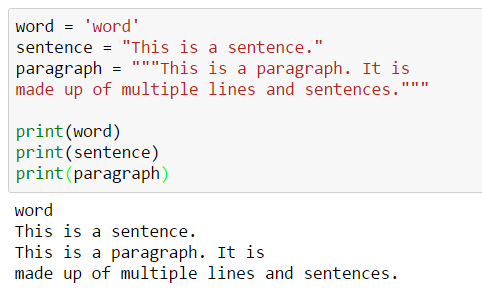 word = 'word'
sentence = "This is a sentence."
paragraph = """This is a paragraph. It is
made up of multiple lines and sentences."""
print(word)
print(sentence)
print(paragraph)
word
This is a sentence.
This is a paragraph. It is
made up of multiple lines and sentences.